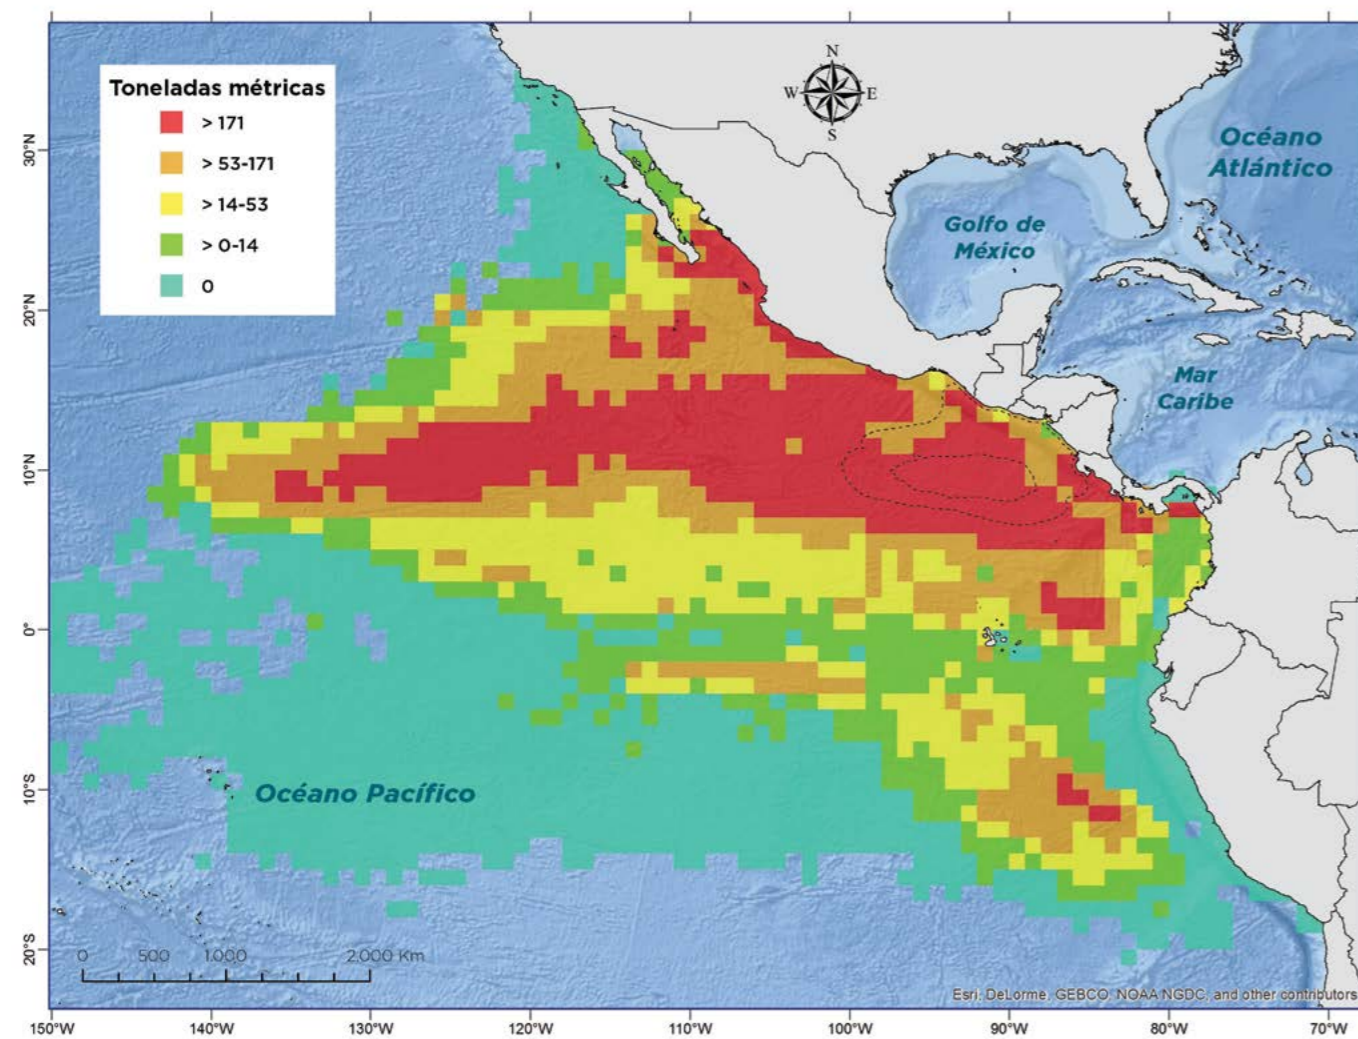 Toneladas métricas
> 171
> 53-171
> 14-53
> 0-14
0
N
W
E
S
Océano
Atlántico
Golfo de
México
Mar
Caribe
Océano Pacífico
30°N
20°N
10°N
0°
10°S
20°S
0 500 1.000 2.000 Km
Esri, DeLorme, GEBCO, NOAA NGDC, and other contributors
150°W 140°W 130°W 120°W 110°W 100°W 90°W 80°W 70°W